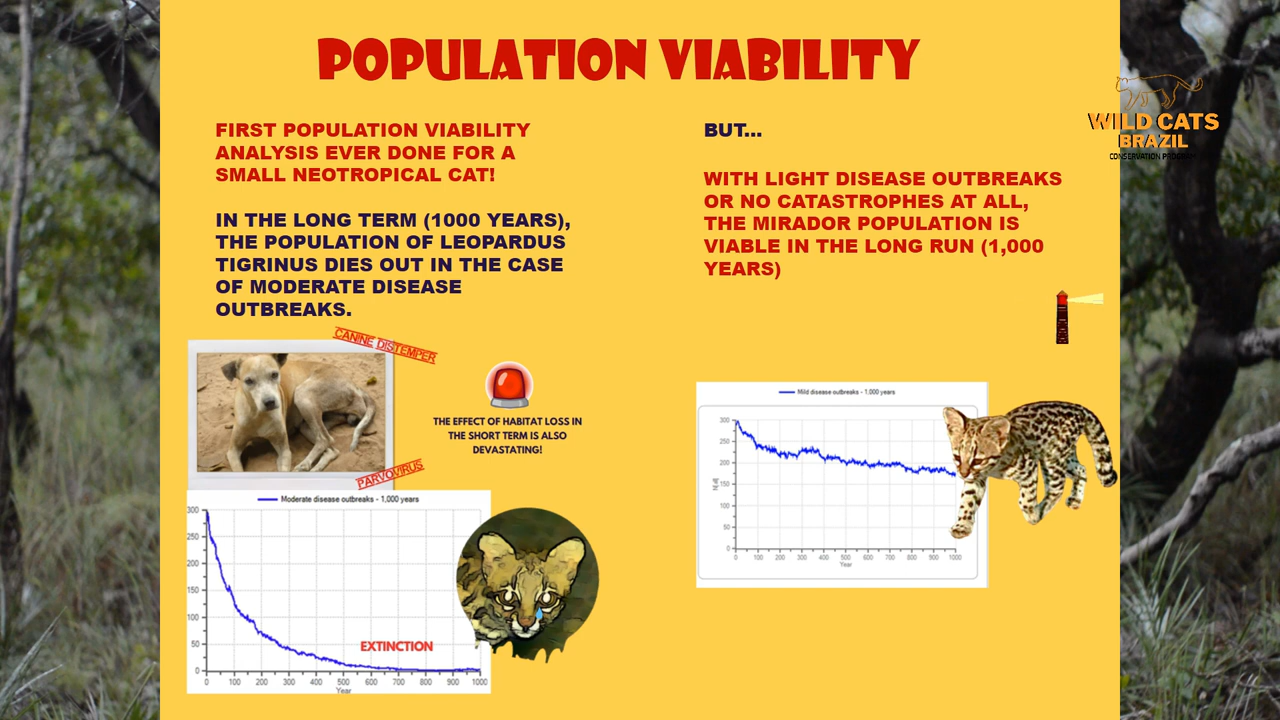 POPULATION VIABILITY
FIRST POPULATION VIABILITY
ANALYSIS EVER DONE FOR A
SMALL NEOTROPICAL CAT!
IN THE LONG TERM (1000 YEARS),
THE POPULATION OF LEOPARDUS
TIGRINUS DIES OUT IN THE CASE
OF MODERATE DISEASE
OUTBREAKS.
CANINE DISTEMPER
THE EFFECT OF HABITAT LOSS IN
THE SHORT TERM IS ALSO
DEVASTATING!
PARVOVIRUS
Moderate disease outbreaks - 1,000 years
300
250
200
150
100
50
0
EXTINCTION
0 100 200 300 400 500 600 700 800 900 1000
Year
BUT...
WITH LIGHT DISEASE OUTBREAKS
OR NO CATASTROPHES AT ALL,
THE MIRADOR POPULATION IS
VIABLE IN THE LONG RUN (1,000
YEARS)
Mild disease outbreaks - 1,000 years
300
250
200
150
100
50
0
N[all]
0 100 200 300 400 500 600 700 800 900 1000
Year
WILD CATS
BRAZIL
CONSERVATION PROGRAM